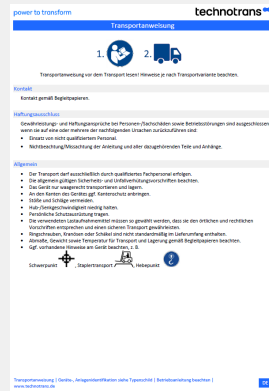 power to transform
technotrans
Transportanweisung
1.
2.
Transportanweisung vor dem Transport lesen! Hinweise je nach Transportvariante beachten.
Kontakt
Kontakt gemäß Begleitpapieren.
Haftungsausschluss
Gewährleistungs- und Haftungsansprüche bei Personen-/Sachschäden sowie Betriebsstörungen sind ausgeschlossen,
wenn sie auf eine oder mehrere der nachfolgenden Ursachen zurückzuführen sind:
• Einsatz von nicht qualifiziertem Personal.
• Nichtbeachtung/Missachtung der Anleitung und aller dazugehörenden Teile und Anhänge.
Allgemein
• Der Transport darf ausschließlich durch qualifiziertes Fachpersonal erfolgen.
• Die allgemein gültigen Sicherheits- und Unfallverhütungsvorschriften beachten.
• Das Gerät nur waagerecht transportieren und lagern.
• An den Kanten des Gerätes ggf. Kantenschutz anbringen.
• Stöße und Schläge vermeiden.
• Hub-/Senkgeschwindigkeit niedrig halten.
• Persönliche Schutzausrüstung tragen.
• Die verwendeten Lastaufnahmemittel müssen so gewählt werden, dass sie den örtlichen und rechtlichen
Vorschriften entsprechen und einen sicheren Transport gewährleisten.
• Ringschrauben, Kranösen oder Schäkel sind nicht standardmäßig im Lieferumfang enthalten.
• Abmaße, Gewicht sowie Temperatur für Transport und Lagerung gemäß Begleitpapieren beachten.
• Ggf. vorhandene Hinweise am Gerät beachten, z. B.
Schwerpunkt , Staplertransport , Hebepunkt
Transportanweisung | Geräte-, Anlagenidentifikation siehe Typenschild | Betriebsanleitung beachten |
www.technotrans.de
DE